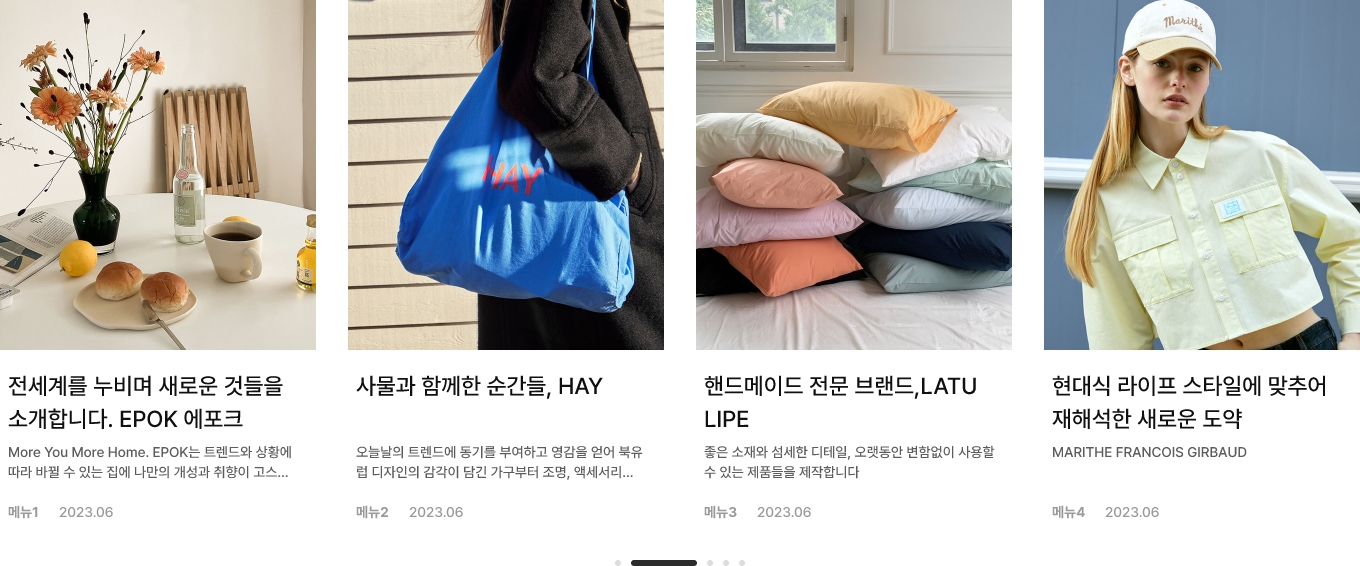 HAY
Marithé
전세계를 누비며 새로운 것들을
소개합니다. EPOK 에포크
More You More Home. EPOK는 트렌드와 상황에
따라 바뀔 수 있는 집에 나만의 개성과 취향이 고스...
메뉴1 2023.06
사물과 함께한 순간들, HAY
오늘날의 트렌드에 동기를 부여하고 영감을 얻어 북유
럽 디자인의 감각이 담긴 가구부터 조명, 액세서리...
메뉴2 2023.06
핸드메이드 전문 브랜드,LATU
LIPE
좋은 소재와 섬세한 디테일, 오랫동안 변함없이 사용할
수 있는 제품들을 제작합니다
메뉴3 2023.06
현대식 라이프 스타일에 맞추어
재해석한 새로운 도약
MARITHE FRANCOIS GIRBAUD
메뉴4 2023.06